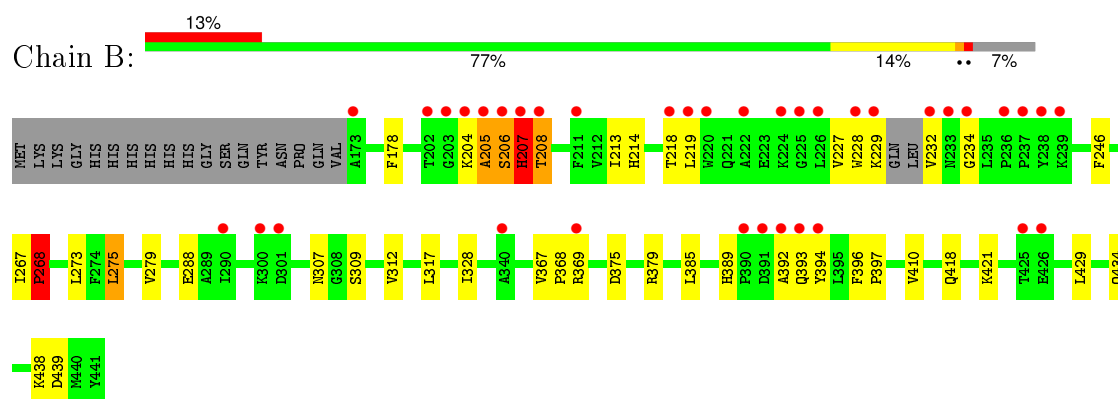 13%
Chain B:
77% 14% •• 7%
MET LYS LYS GLY HIS HIS HIS HIS HIS HIS HIS GLY SER GLN TYR ASN PRO GLN VAL A173 F178 T202 G203 K204 A205 S206 H207 T208 F211 V212 I213 H214 T218 L219 W220 Q221 A222 E223 K224 G225 L226 V227 W228 K229 GLN LEU V232 N233 G234 L235 P236 P237 Y238 K239 F246
I267 P268 L273 F274 L275 V279 E288 A289 I290 K300 D301 N307 G308 S309 V312 L317 I328 A340 V367 P368 R369 D375 R379 L385 H389 P390 D391 A392 Q393 Y394 L395 F396 P397 V410 Q418 K421 T425 E426 L429 Q434
K438 D439 M440 Y441